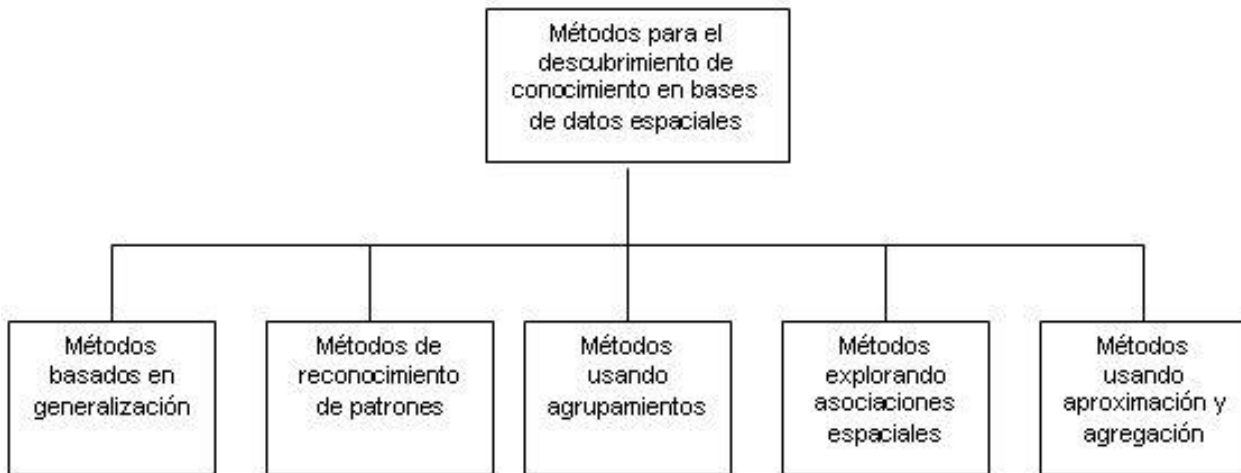 Métodos para el
descubrimiento de
conocimiento en bases
de datos espaciales
Métodos
basados en
generalización
Métodos de
reconocimiento
de patrones
Métodos
usando
agrupamientos
Métodos
explorando
asociaciones
espaciales
Métodos
usando
aproximación y
agregación